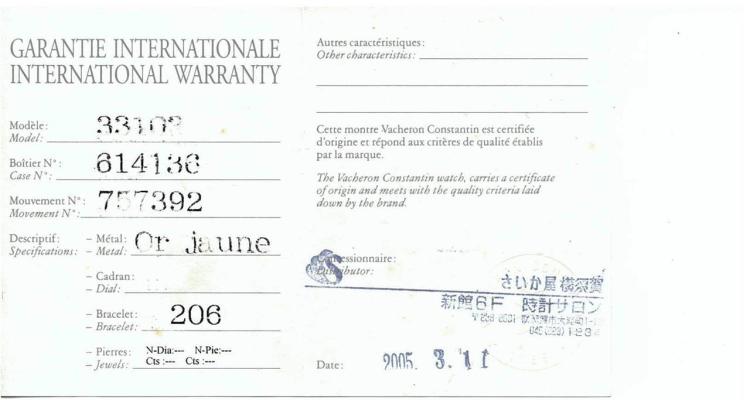 GARANTIE INTERNATIONALE
INTERNATIONAL WARRANTY
Modèle:
Model:
Boîtier N°: 614136
Case N°:
Mouvement N°: 757392
Movement N°:
Descriptif: – Métal: Or jaune
Specifications: – Metal:
– Cadran:
– Dial:
– Bracelet: 206
– Bracelet:
– Pierres: N-Dia:--- N-Pie:---
– Jewels: Cts :--- Cts :---
Autres caractéristiques:
Other characteristics:
Cette montre Vacheron Constantin est certifiée
d'origine et répond aux critères de qualité établis
par la marque.
The Vacheron Constantin watch, carries a certificate
of origin and meets with the quality criteria laid
down by the brand.
Concessionnaire:
Distributor:
さいか屋 横須賀
新館6F 時計サロン
Date: 2005. 3. 11